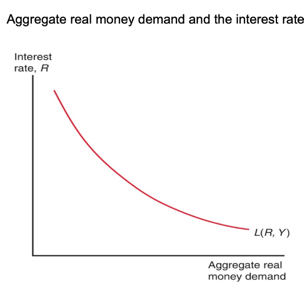 Aggregate real money demand and the interest rate
Interest
rate, R
L(R, Y)
Aggregate real
money demand